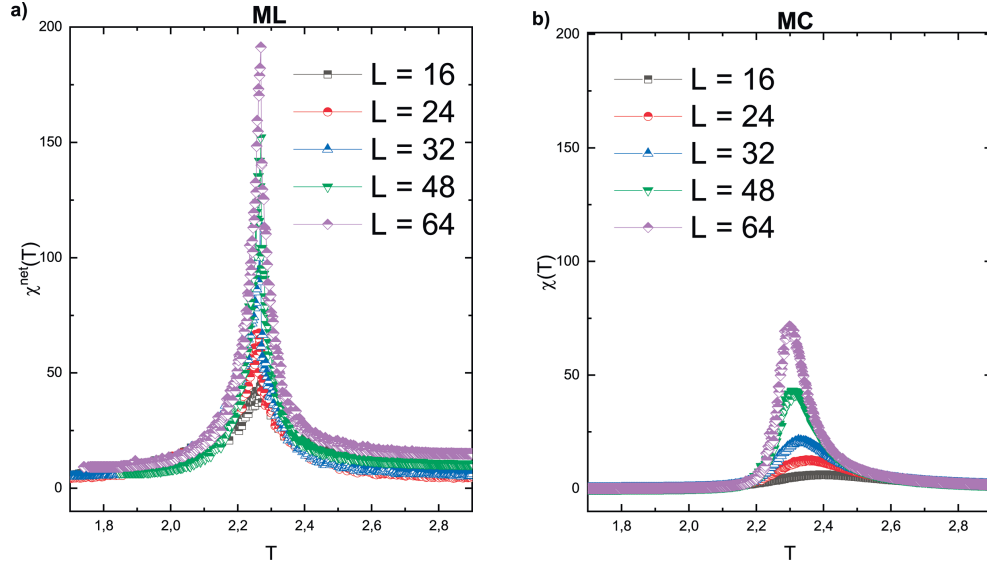 a)
ML
200
150
100
50
0
χnet(T)
1,8 2,0 2,2 2,4 2,6 2,8
T
L = 16
L = 24
L = 32
L = 48
L = 64
b)
MC
200
150
100
50
0
χ(T)
1,8 2,0 2,2 2,4 2,6 2,8
T
L = 16
L = 24
L = 32
L = 48
L = 64